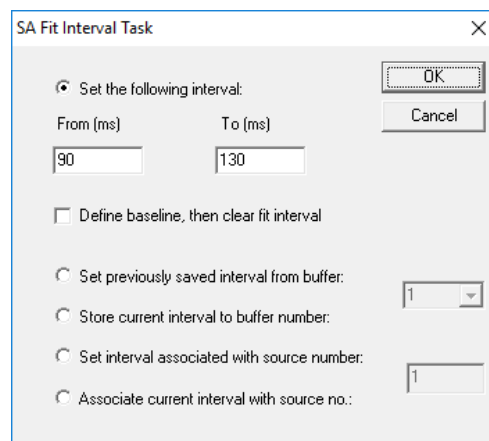 SA Fit Interval Task
OK
Set the following interval:
Cancel
From (ms) To (ms)
90 130
Define baseline, then clear fit interval
Set previously saved interval from buffer:
1
Store current interval to buffer number:
Set interval associated with source number:
1
Associate current interval with source no.: